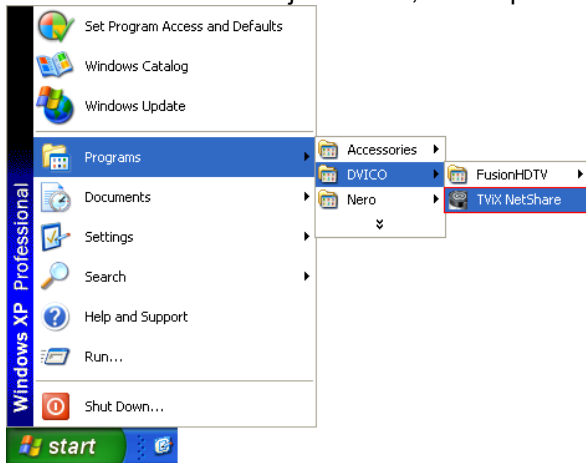 Set Program Access and Defaults
Windows Catalog
Windows Update
Programs
Documents
Settings
Search
Help and Support
Run...
Shut Down...
Accessories
DVICO
Nero
FusionHDTV
TViX NetShare
Windows XP Professional
start